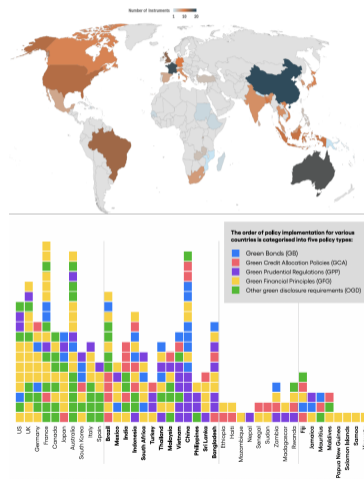 Number of Instruments
1 10 20
The order of policy implementation for various
countries is categorised into five policy types:
Green Bonds (GB)
Green Credit Allocation Policies (GCA)
Green Prudential Regulations (GPP)
Green Financial Principles (GFG)
Other green disclosure requirements (OGD)
US
UK
Germany
France
Canada
Japan
Australia
South Korea
Italy
Spain
Brazil
Mexico
India
Indonesia
South Africa
Turkey
Thailand
Malaysia
Vietnam
China
Philippines
Sri Lanka
Bangladesh
Ethiopia
Haiti
Mozambique
Nepal
Senegal
Sudan
Zambia
Madagascar
Rwanda
Fiji
Jamaica
Mauritius
Maldives
Papua New Guinea
Solomon Islands
Samoa